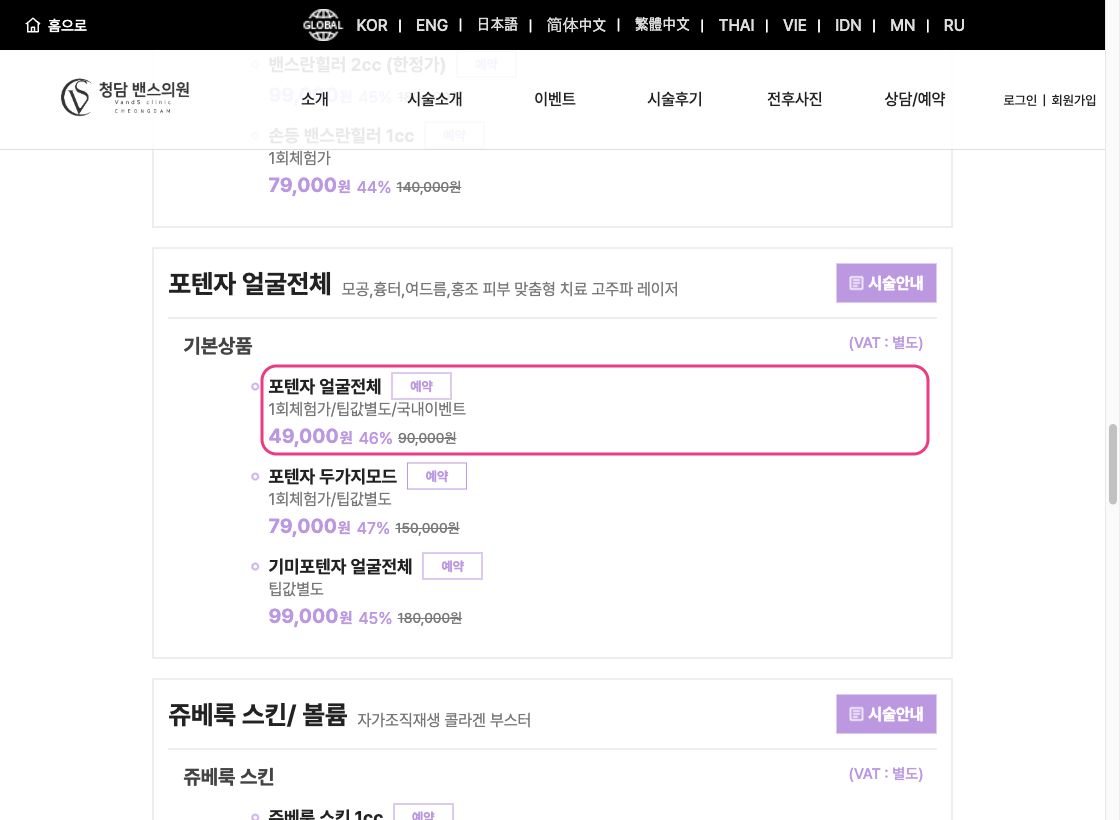 홈으로
GLOBAL KOR | ENG | 日本語 | 简体中文 | 繁體中文 | THAI | VIE | IDN | MN | RU
밴스란힐러 2cc (한정가) 예약
청담 밴스의원
VandS clinic
CHEONGDAM
소개 시술소개 이벤트 시술후기 전후사진 상담/예약
로그인 | 회원가입
99,000원 45%
손등 밴스란힐러 1cc 예약
1회체험가
79,000원 44% 140,000원
포텐자 얼굴전체 모공,흉터,여드름,홍조 피부 맞춤형 치료 고주파 레이저
시술안내
기본상품
(VAT : 별도)
포텐자 얼굴전체 예약
1회체험가/팁값별도/국내이벤트
49,000원 46% 90,000원
포텐자 두가지모드 예약
1회체험가/팁값별도
79,000원 47% 150,000원
기미포텐자 얼굴전체 예약
팁값별도
99,000원 45% 180,000원
쥬베룩 스킨/ 볼륨 자가조직재생 콜라겐 부스터
시술안내
쥬베룩 스킨
(VAT : 별도)
쥬베룩 스킨 1cc 예약